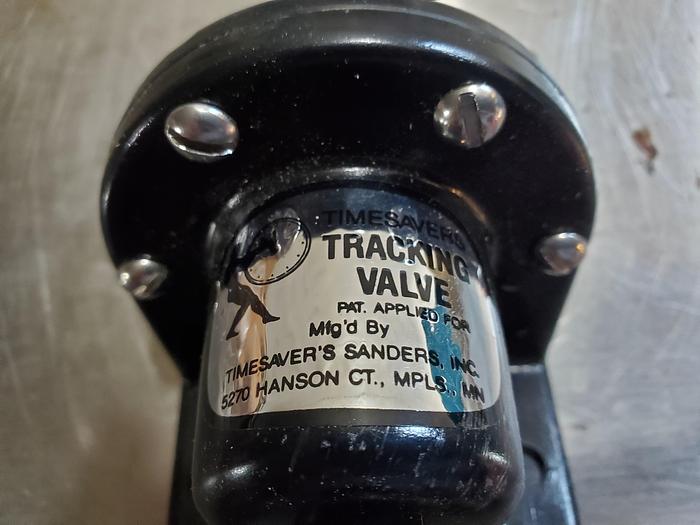 TIMESAVERS
TRACKING
VALVE
PAT. APPLIED FOR
Mfg'd By
TIMESAVER'S SANDERS, INC.
5270 HANSON CT., MPLS., MN